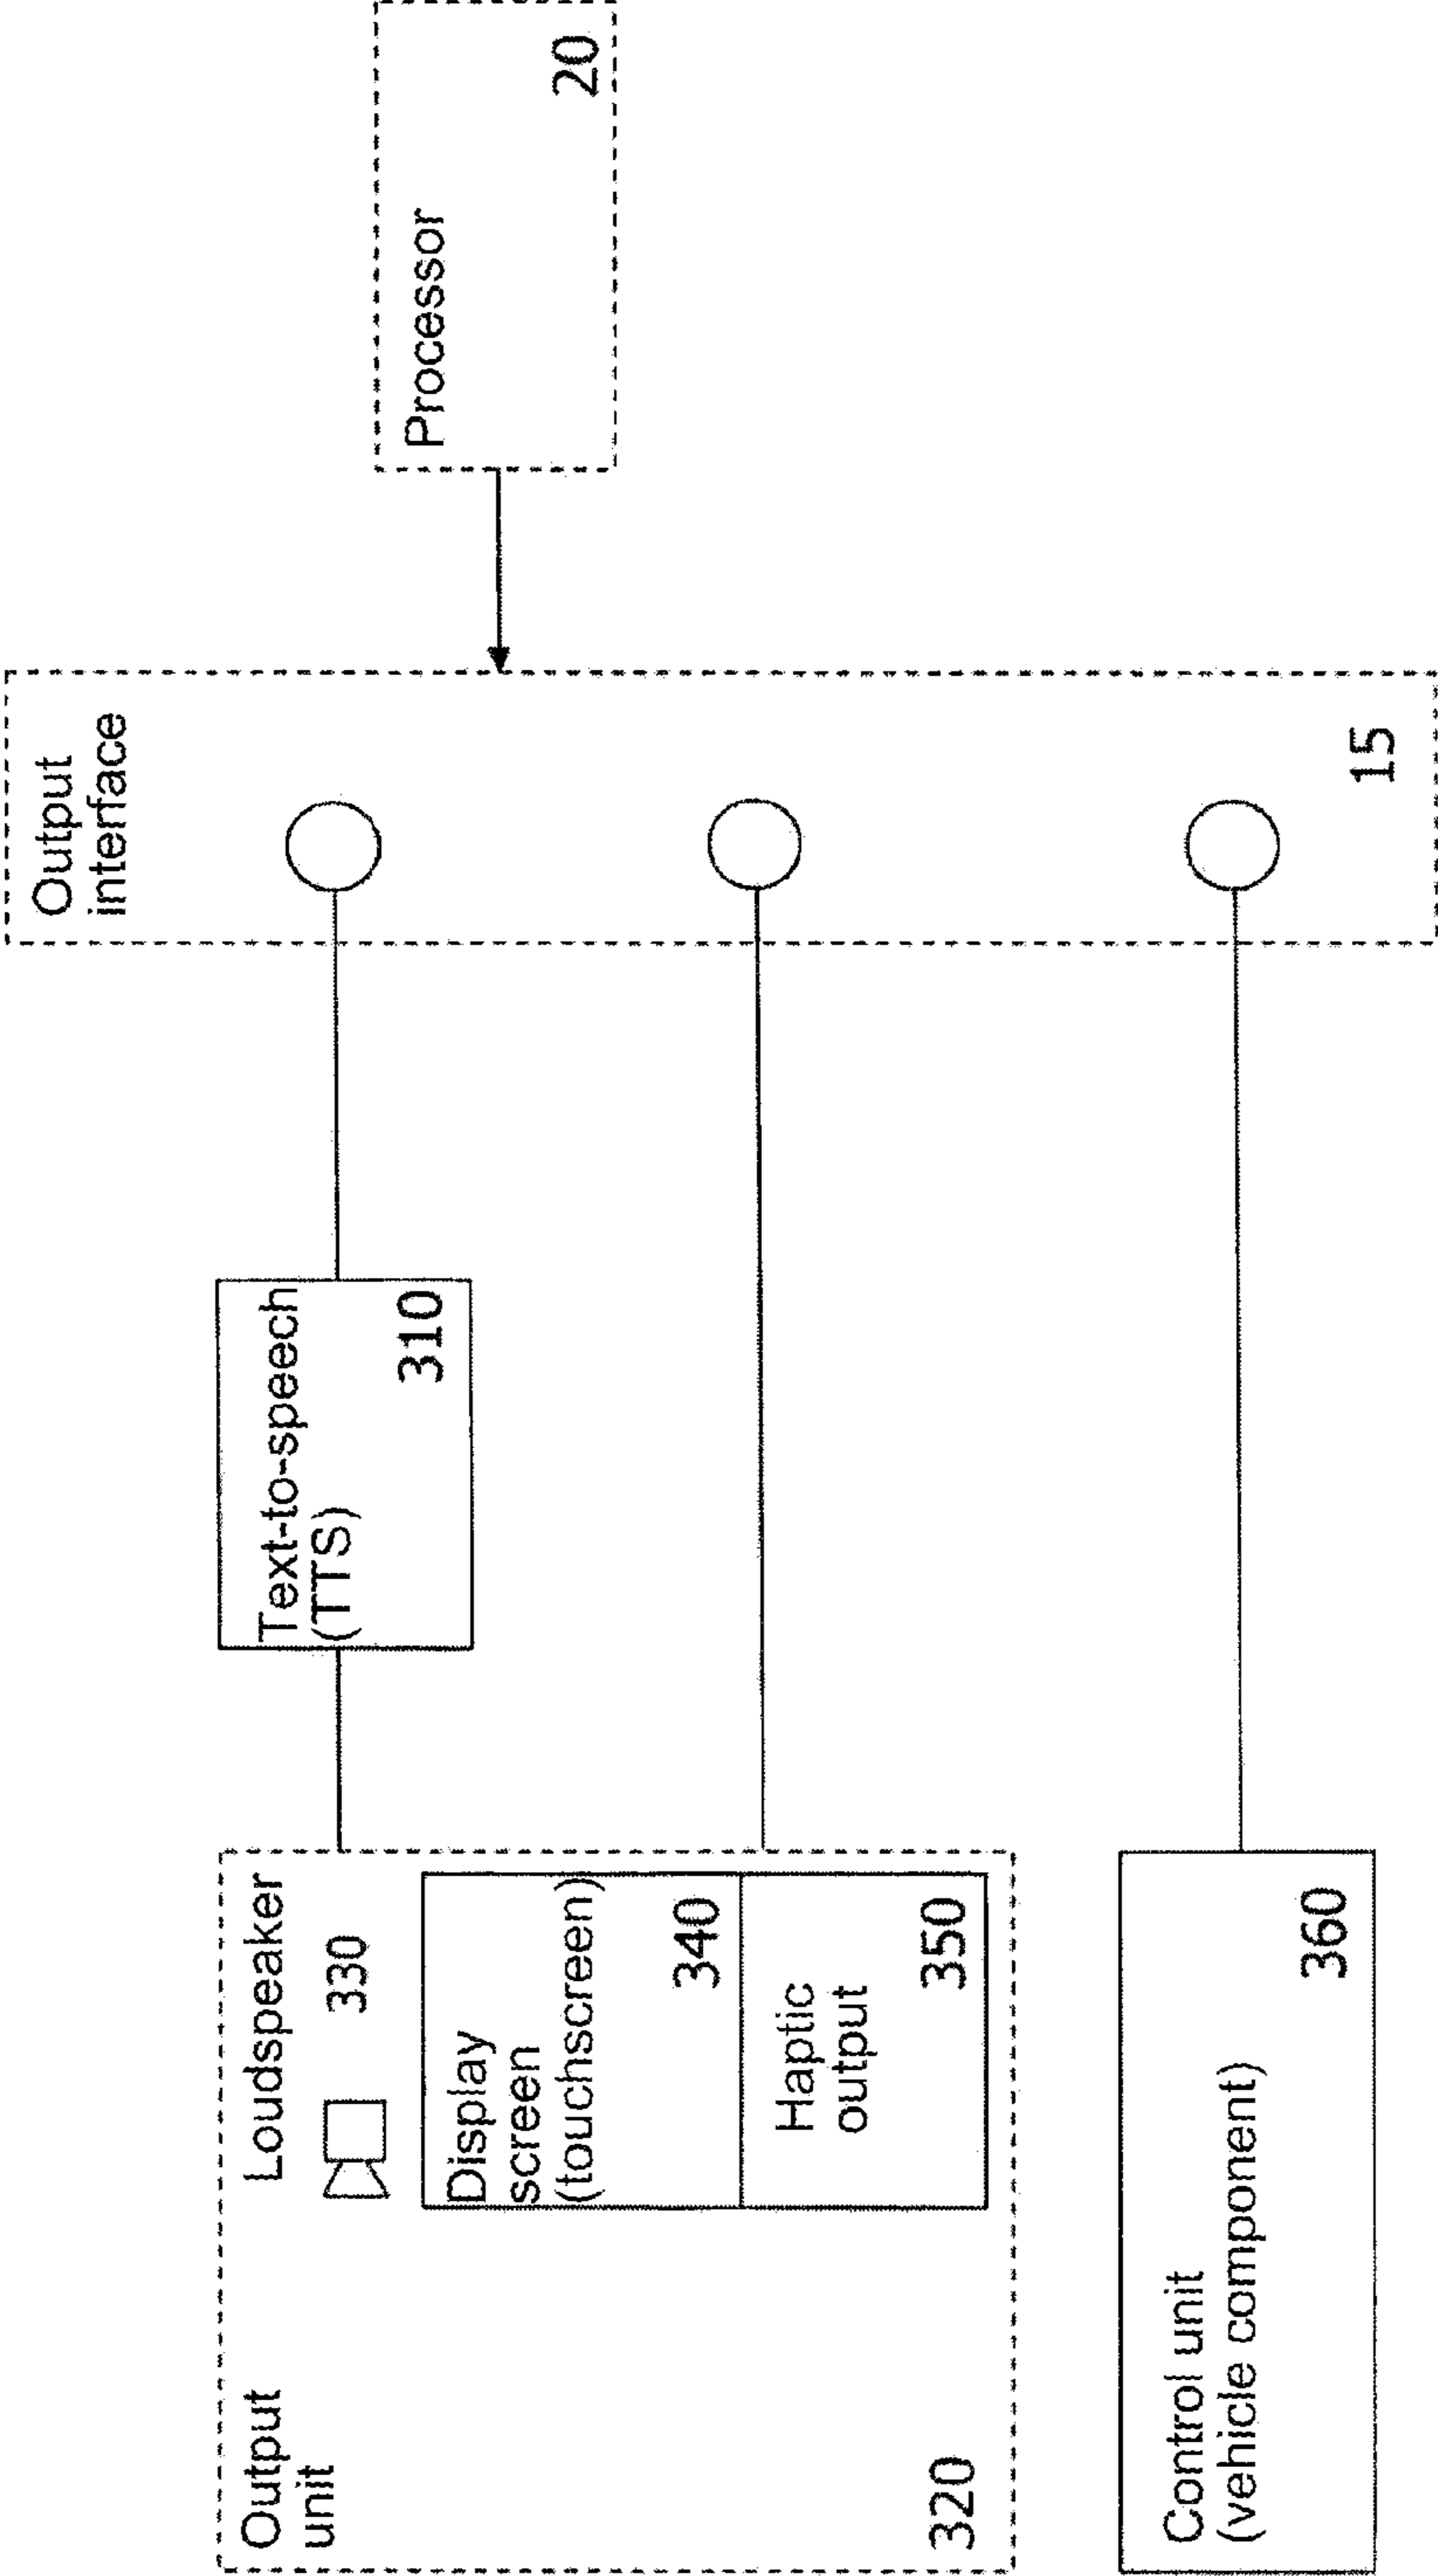 Output
unit
320
Loudspeaker
330
Display
screen
(touchscreen)
340
Haptic
output
350
Control unit
(vehicle component)
360
Text-to-speech
(TTS)
310
Output
interface
15
Processor
20